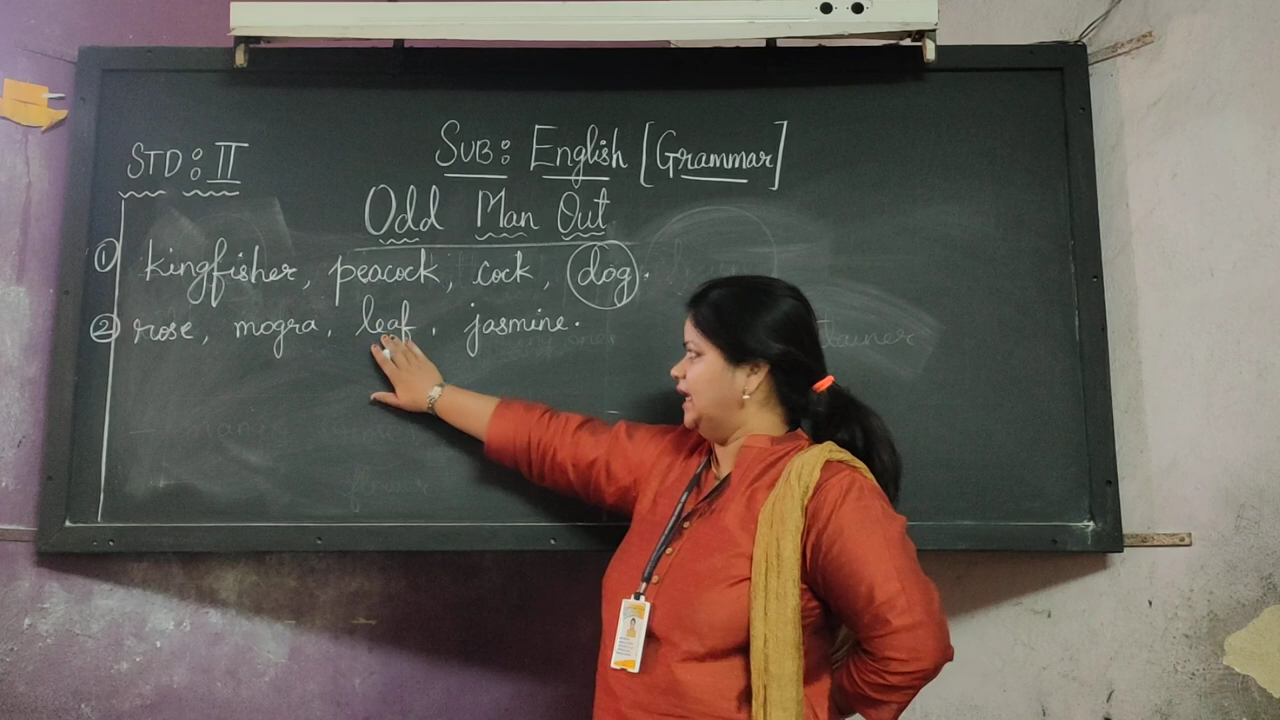 STD : II
SUB : English [Grammar]
Odd Man Out
① kingfisher, peacock, cock, dog.
② rose, mogra, leaf, jasmine.